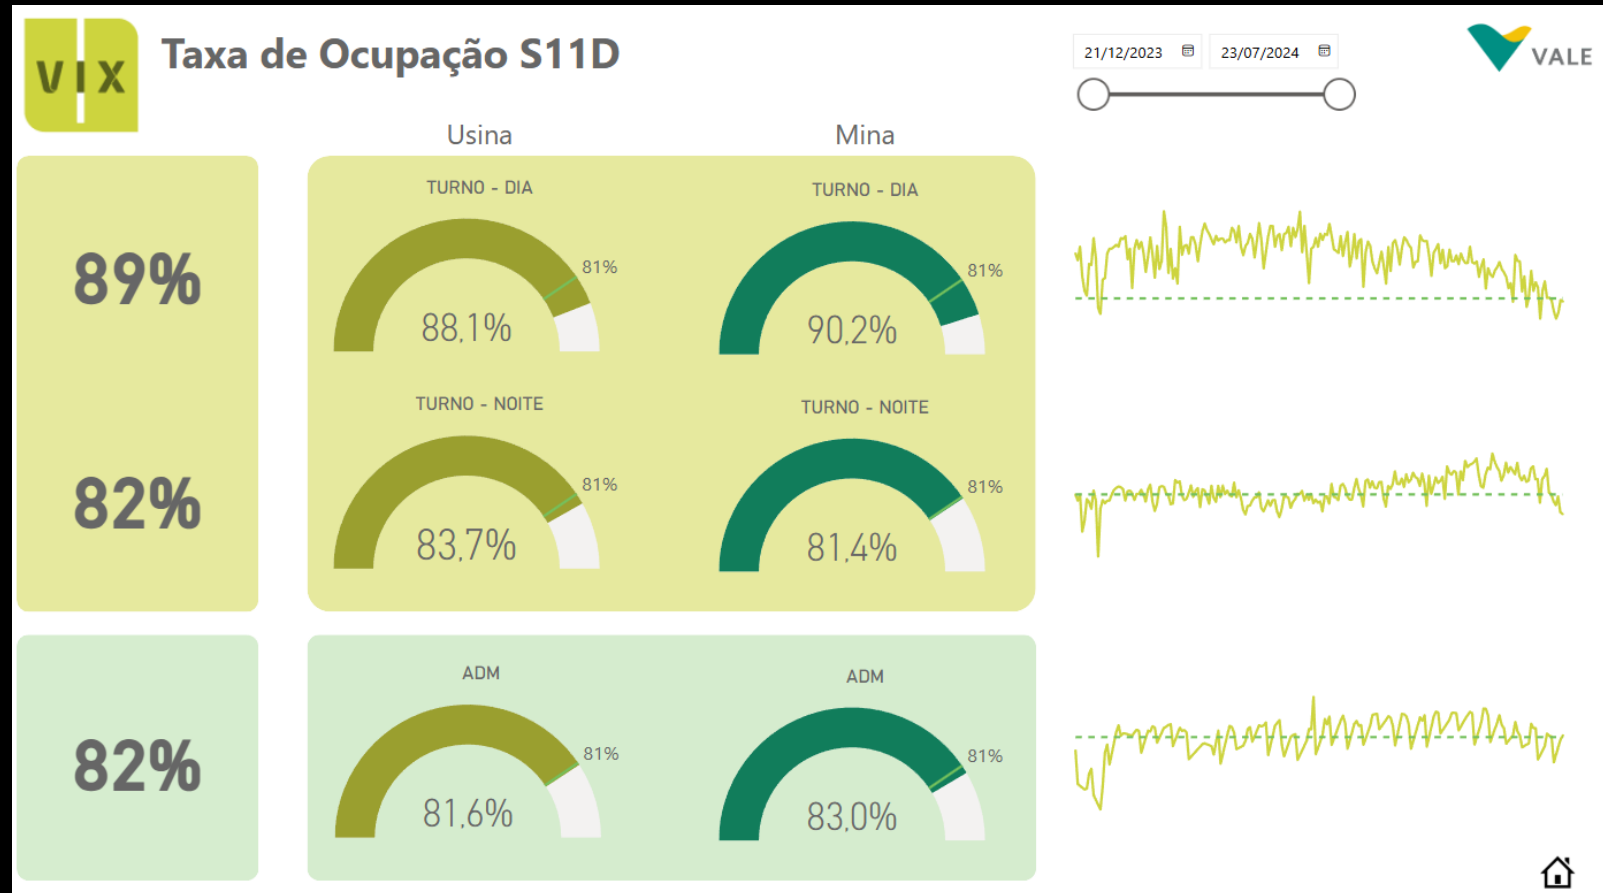 VIX
Taxa de Ocupação S11D
21/12/2023
23/07/2024
VALE
Usina
Mina
89%
TURNO - DIA
81%
88,1%
TURNO - DIA
81%
90,2%
82%
TURNO - NOITE
81%
83,7%
TURNO - NOITE
81%
81,4%
82%
ADM
81%
81,6%
ADM
81%
83,0%